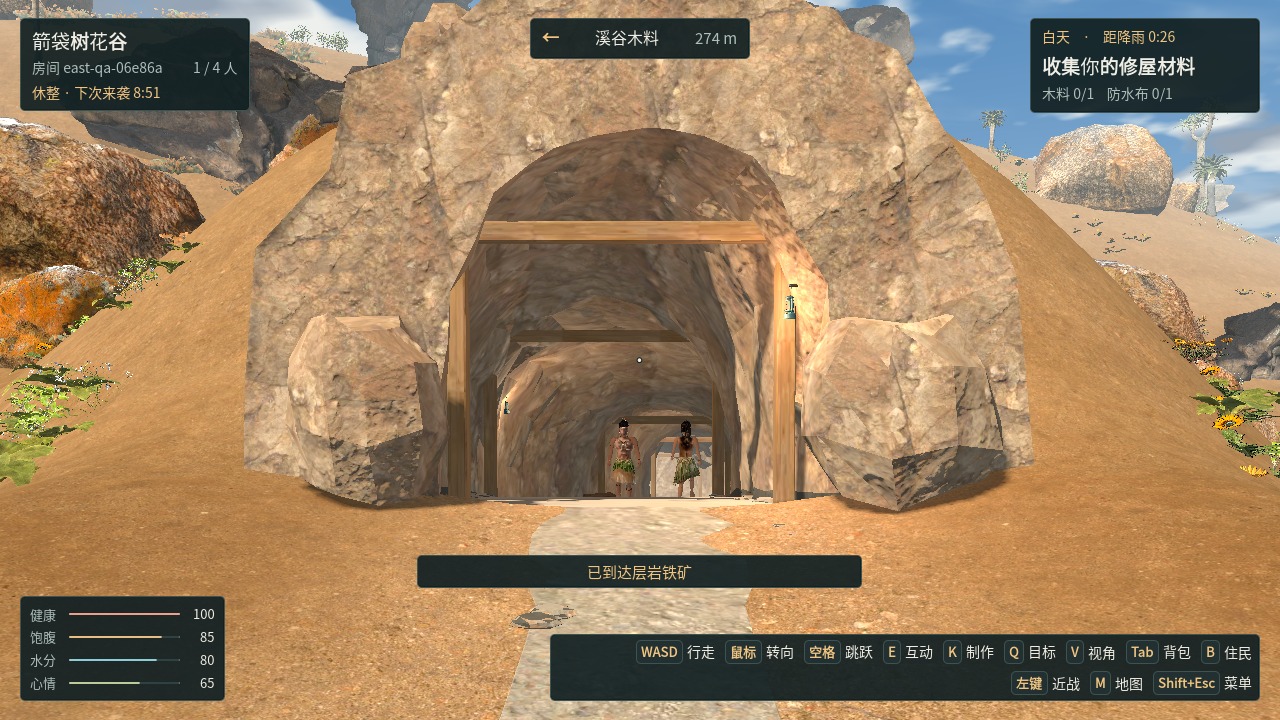 箭袋树花谷
房间 east-qa-06e86a 1 / 4 人
休整 · 下次来袭 8:51
← 溪谷木料 274 m
白天 · 距降雨 0:26
收集你的修屋材料
木料 0/1 防水布 0/1
已到达层岩铁矿
健康 100
饱腹 85
水分 80
心情 65
WASD 行走 鼠标 转向 空格 跳跃 E 互动 K 制作 Q 目标 V 视角 Tab 背包 B 住民
左键 近战 M 地图 Shift+Esc 菜单